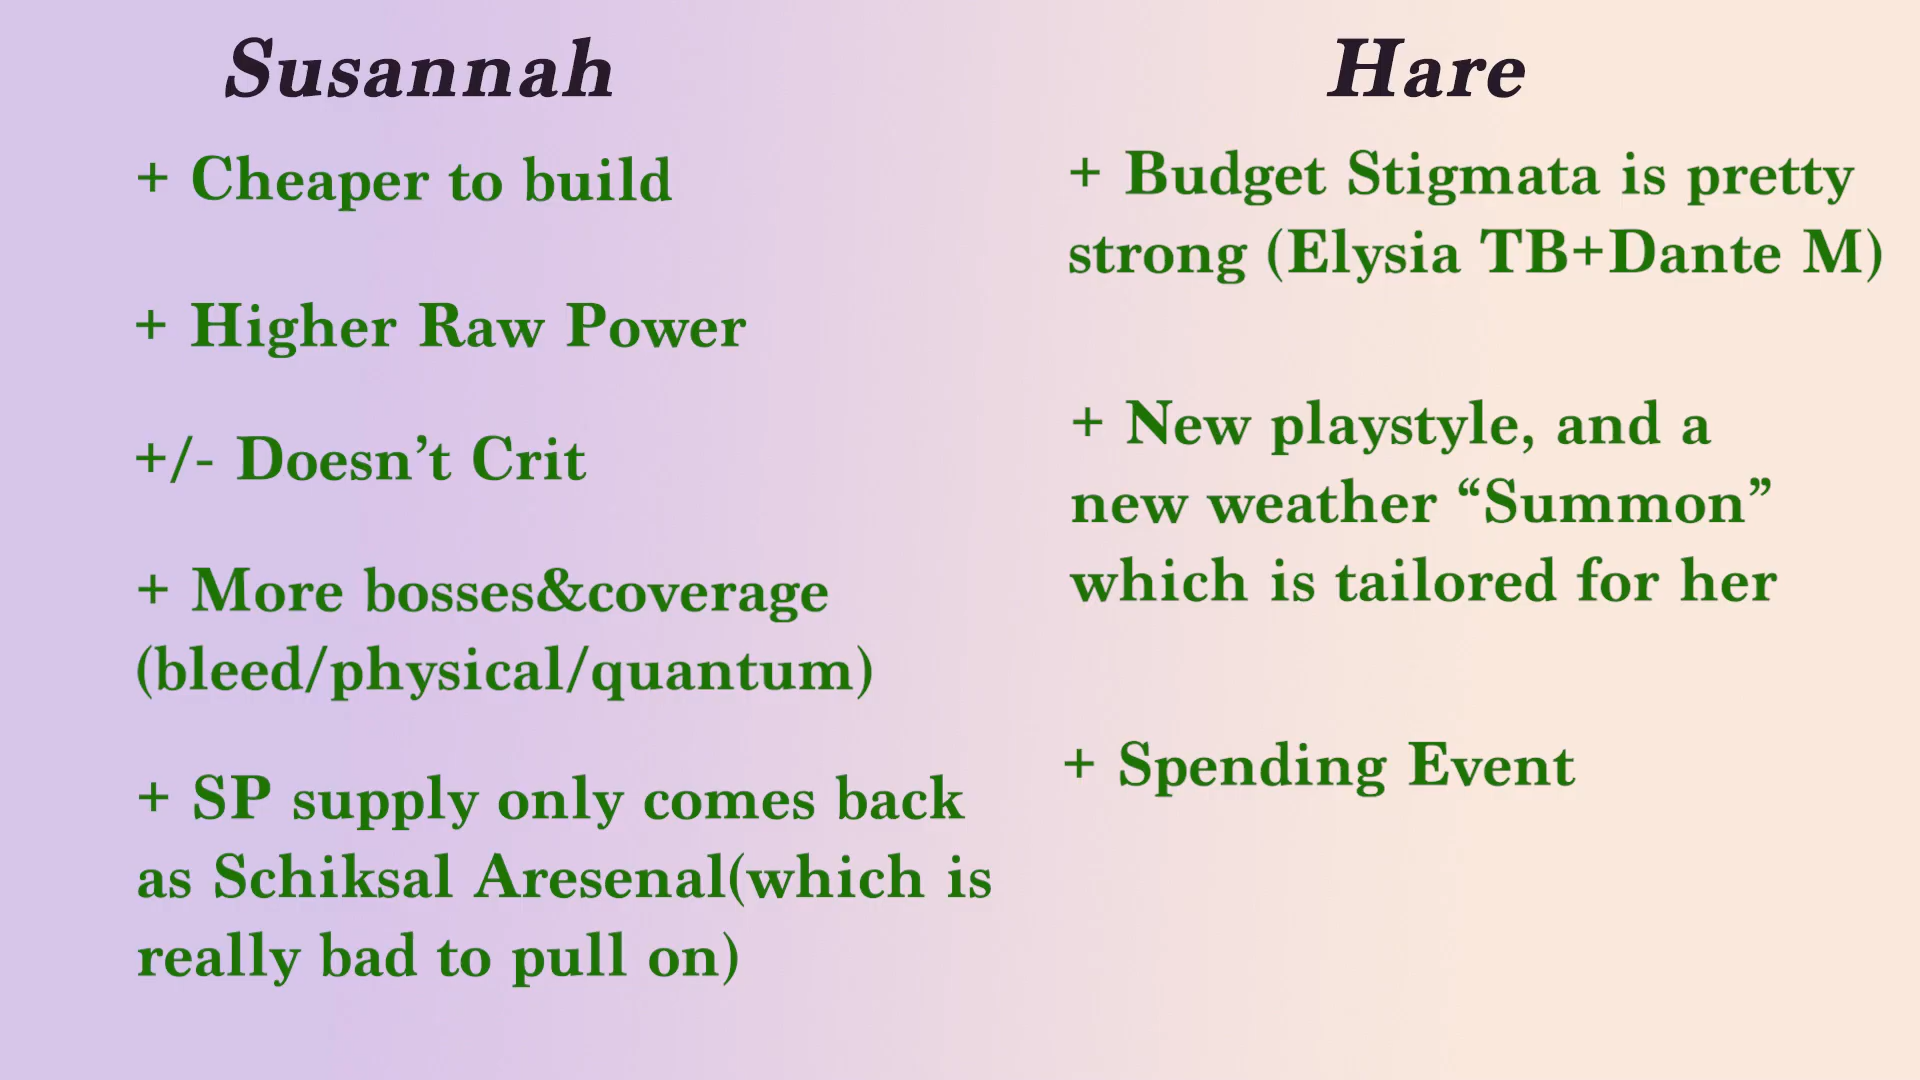 Susannah
+ Cheaper to build
+ Higher Raw Power
+/- Doesn’t Crit
+ More bosses&coverage
(bleed/physical/quantum)
+ SP supply only comes back
as Schiksal Aresenal(which is
really bad to pull on)
Hare
+ Budget Stigmata is pretty
strong (Elysia TB+Dante M)
+ New playstyle, and a
new weather “Summon”
which is tailored for her
+ Spending Event